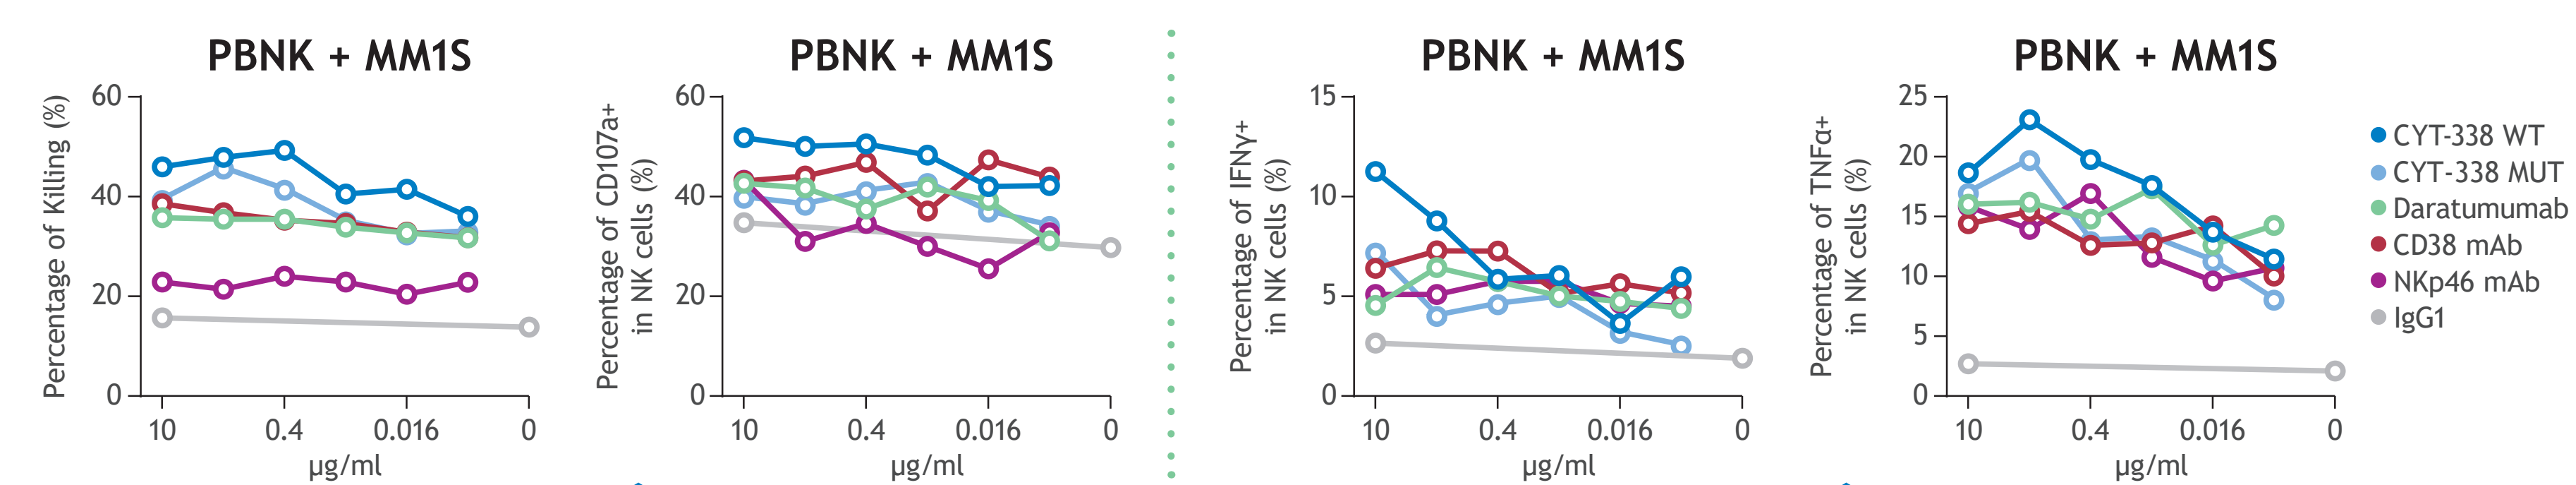 PBNK + MM1S
Percentage of Killing (%)
60
40
20
0
10 0.4 0.016 0
µg/ml
PBNK + MM1S
Percentage of CD107a+
in NK cells (%)
60
40
20
0
10 0.4 0.016 0
µg/ml
PBNK + MM1S
Percentage of IFNγ+
in NK cells (%)
15
10
5
0
10 0.4 0.016 0
µg/ml
PBNK + MM1S
Percentage of TNFα+
in NK cells (%)
25
20
15
10
5
0
10 0.4 0.016 0
µg/ml
CYT-338 WT
CYT-338 MUT
Daratumumab
CD38 mAb
NKp46 mAb
IgG1